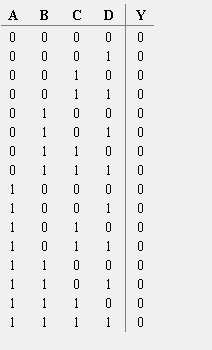 A B C D Y
0 0 0 0 0
0 0 0 1 0
0 0 1 0 0
0 0 1 1 0
0 1 0 0 0
0 1 0 1 0
0 1 1 0 0
0 1 1 1 0
1 0 0 0 0
1 0 0 1 0
1 0 1 0 0
1 0 1 1 0
1 1 0 0 0
1 1 0 1 0
1 1 1 0 0
1 1 1 1 0